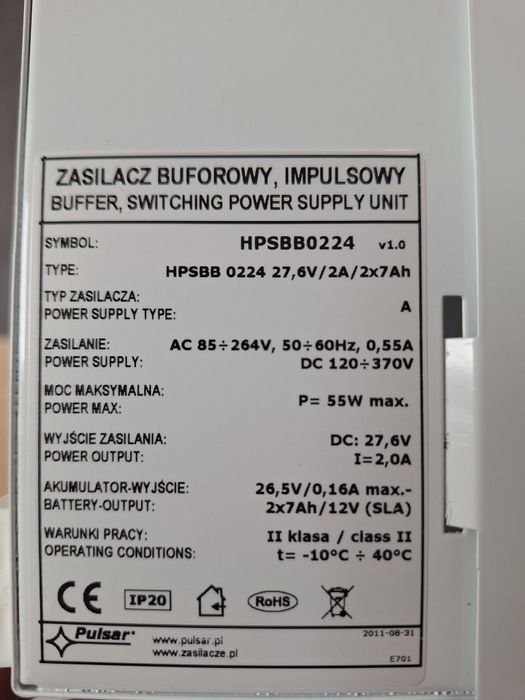 ZASILACZ BUFOROWY, IMPULSOWY
BUFFER, SWITCHING POWER SUPPLY UNIT
SYMBOL: HPSBB0224 v1.0
TYPE: HPSBB 0224 27,6V/2A/2x7Ah
TYP ZASILACZA:
POWER SUPPLY TYPE: A
ZASILANIE: AC 85÷264V, 50÷60Hz, 0,55A
POWER SUPPLY: DC 120÷370V
MOC MAKSYMALNA:
POWER MAX: P= 55W max.
WYJŚCIE ZASILANIA: DC: 27,6V
POWER OUTPUT: I=2,0A
AKUMULATOR-WYJŚCIE: 26,5V/0,16A max.-
BATTERY-OUTPUT: 2x7Ah/12V (SLA)
WARUNKI PRACY: II klasa / class II
OPERATING CONDITIONS: t= -10°C ÷ 40°C
CE IP20 RoHS
Pulsar® www.pulsar.pl 2011-08-31
www.zasilacze.pl E701